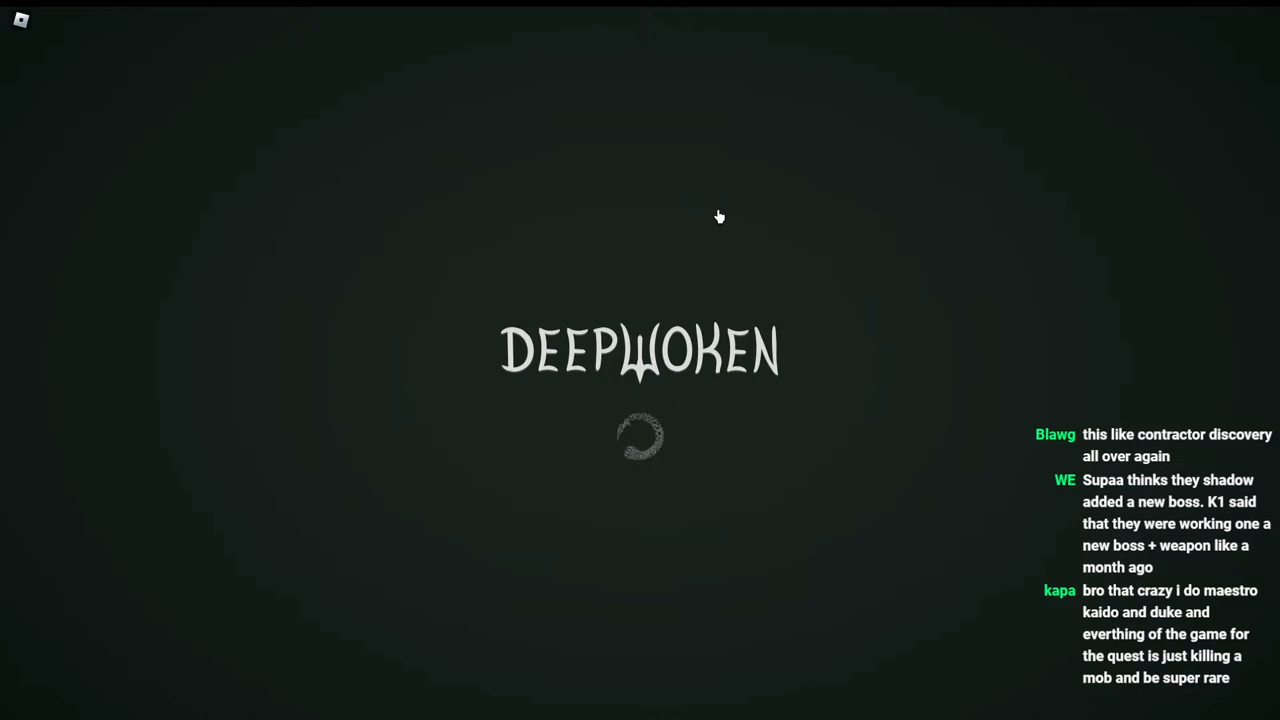 DEEPWOKEN
Blawg this like contractor discovery
all over again
WE Supaa thinks they shadow
added a new boss. K1 said
that they were working one a
new boss + weapon like a
month ago
kapa bro that crazy I do maestro
kaido and duke and
everthing of the game for
the quest is just killing a
mob and be super rare